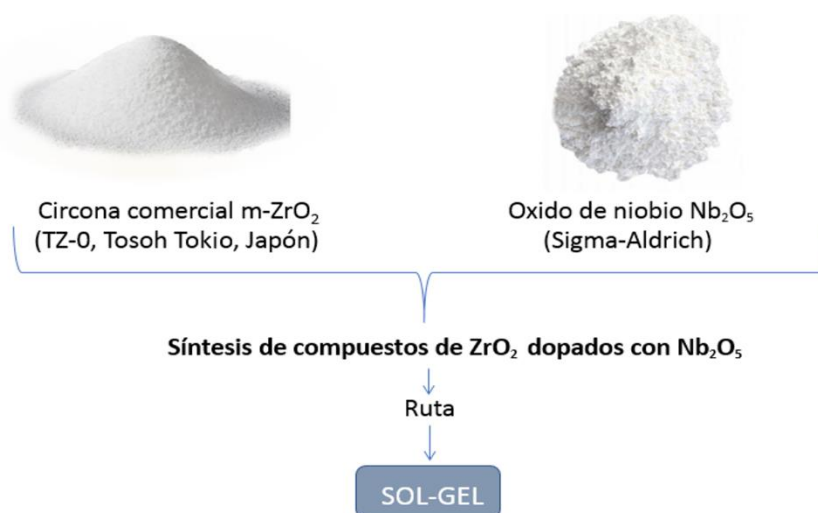 Circona comercial m-ZrO₂
(TZ-0, Tosoh Tokio, Japón)
Oxido de niobio Nb₂O₅
(Sigma-Aldrich)
Síntesis de compuestos de ZrO₂ dopados con Nb₂O₅
Ruta
SOL-GEL